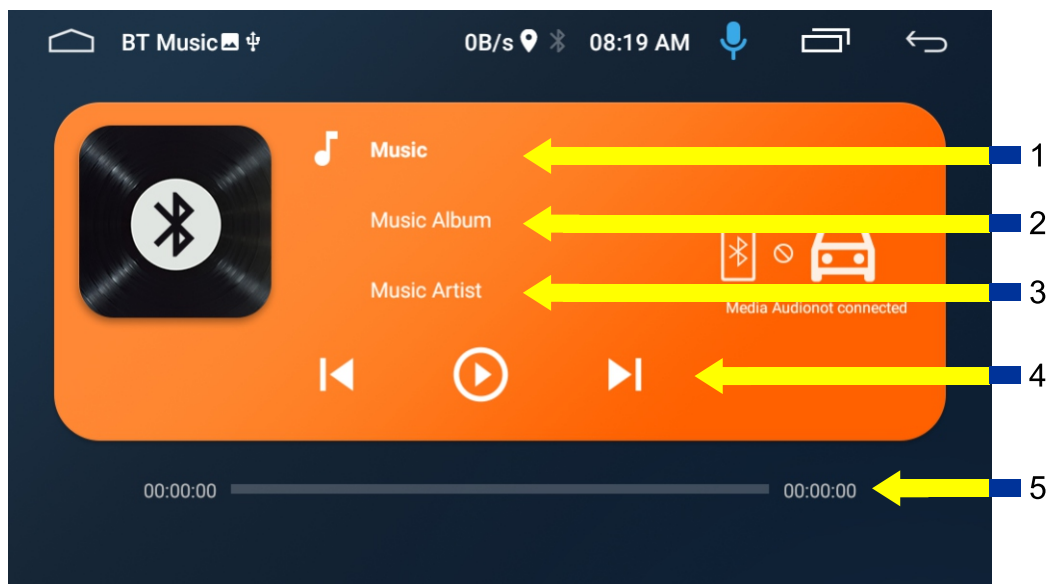 BT Music 0B/s 08:19 AM
Music
1
Music Album
2
Music Artist
3
Media Audionot connected
4
00:00:00 00:00:00
5